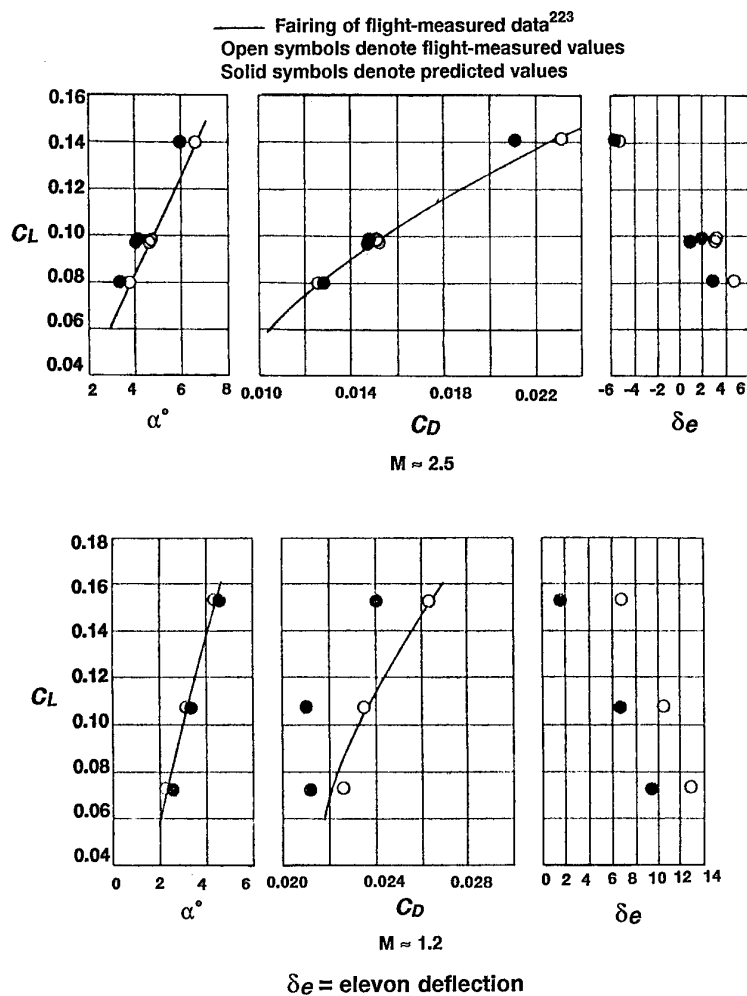 Fairing of flight-measured data223
Open symbols denote flight-measured values
Solid symbols denote predicted values
0.16
0.14
0.12
CL 0.10
0.08
0.06
0.04
2 4 6 8
0.010 0.014 0.018 0.022
-6 -4 -2 0 2 4 6
α° CD δe
M ≈ 2.5
0.18
0.16
0.14
0.12
CL
0.10
0.08
0.06
0.04
0 2 4 6
0.020 0.024 0.028
0 2 4 6 8 10 12 14
α° CD δe
M ≈ 1.2
δe = elevon deflection